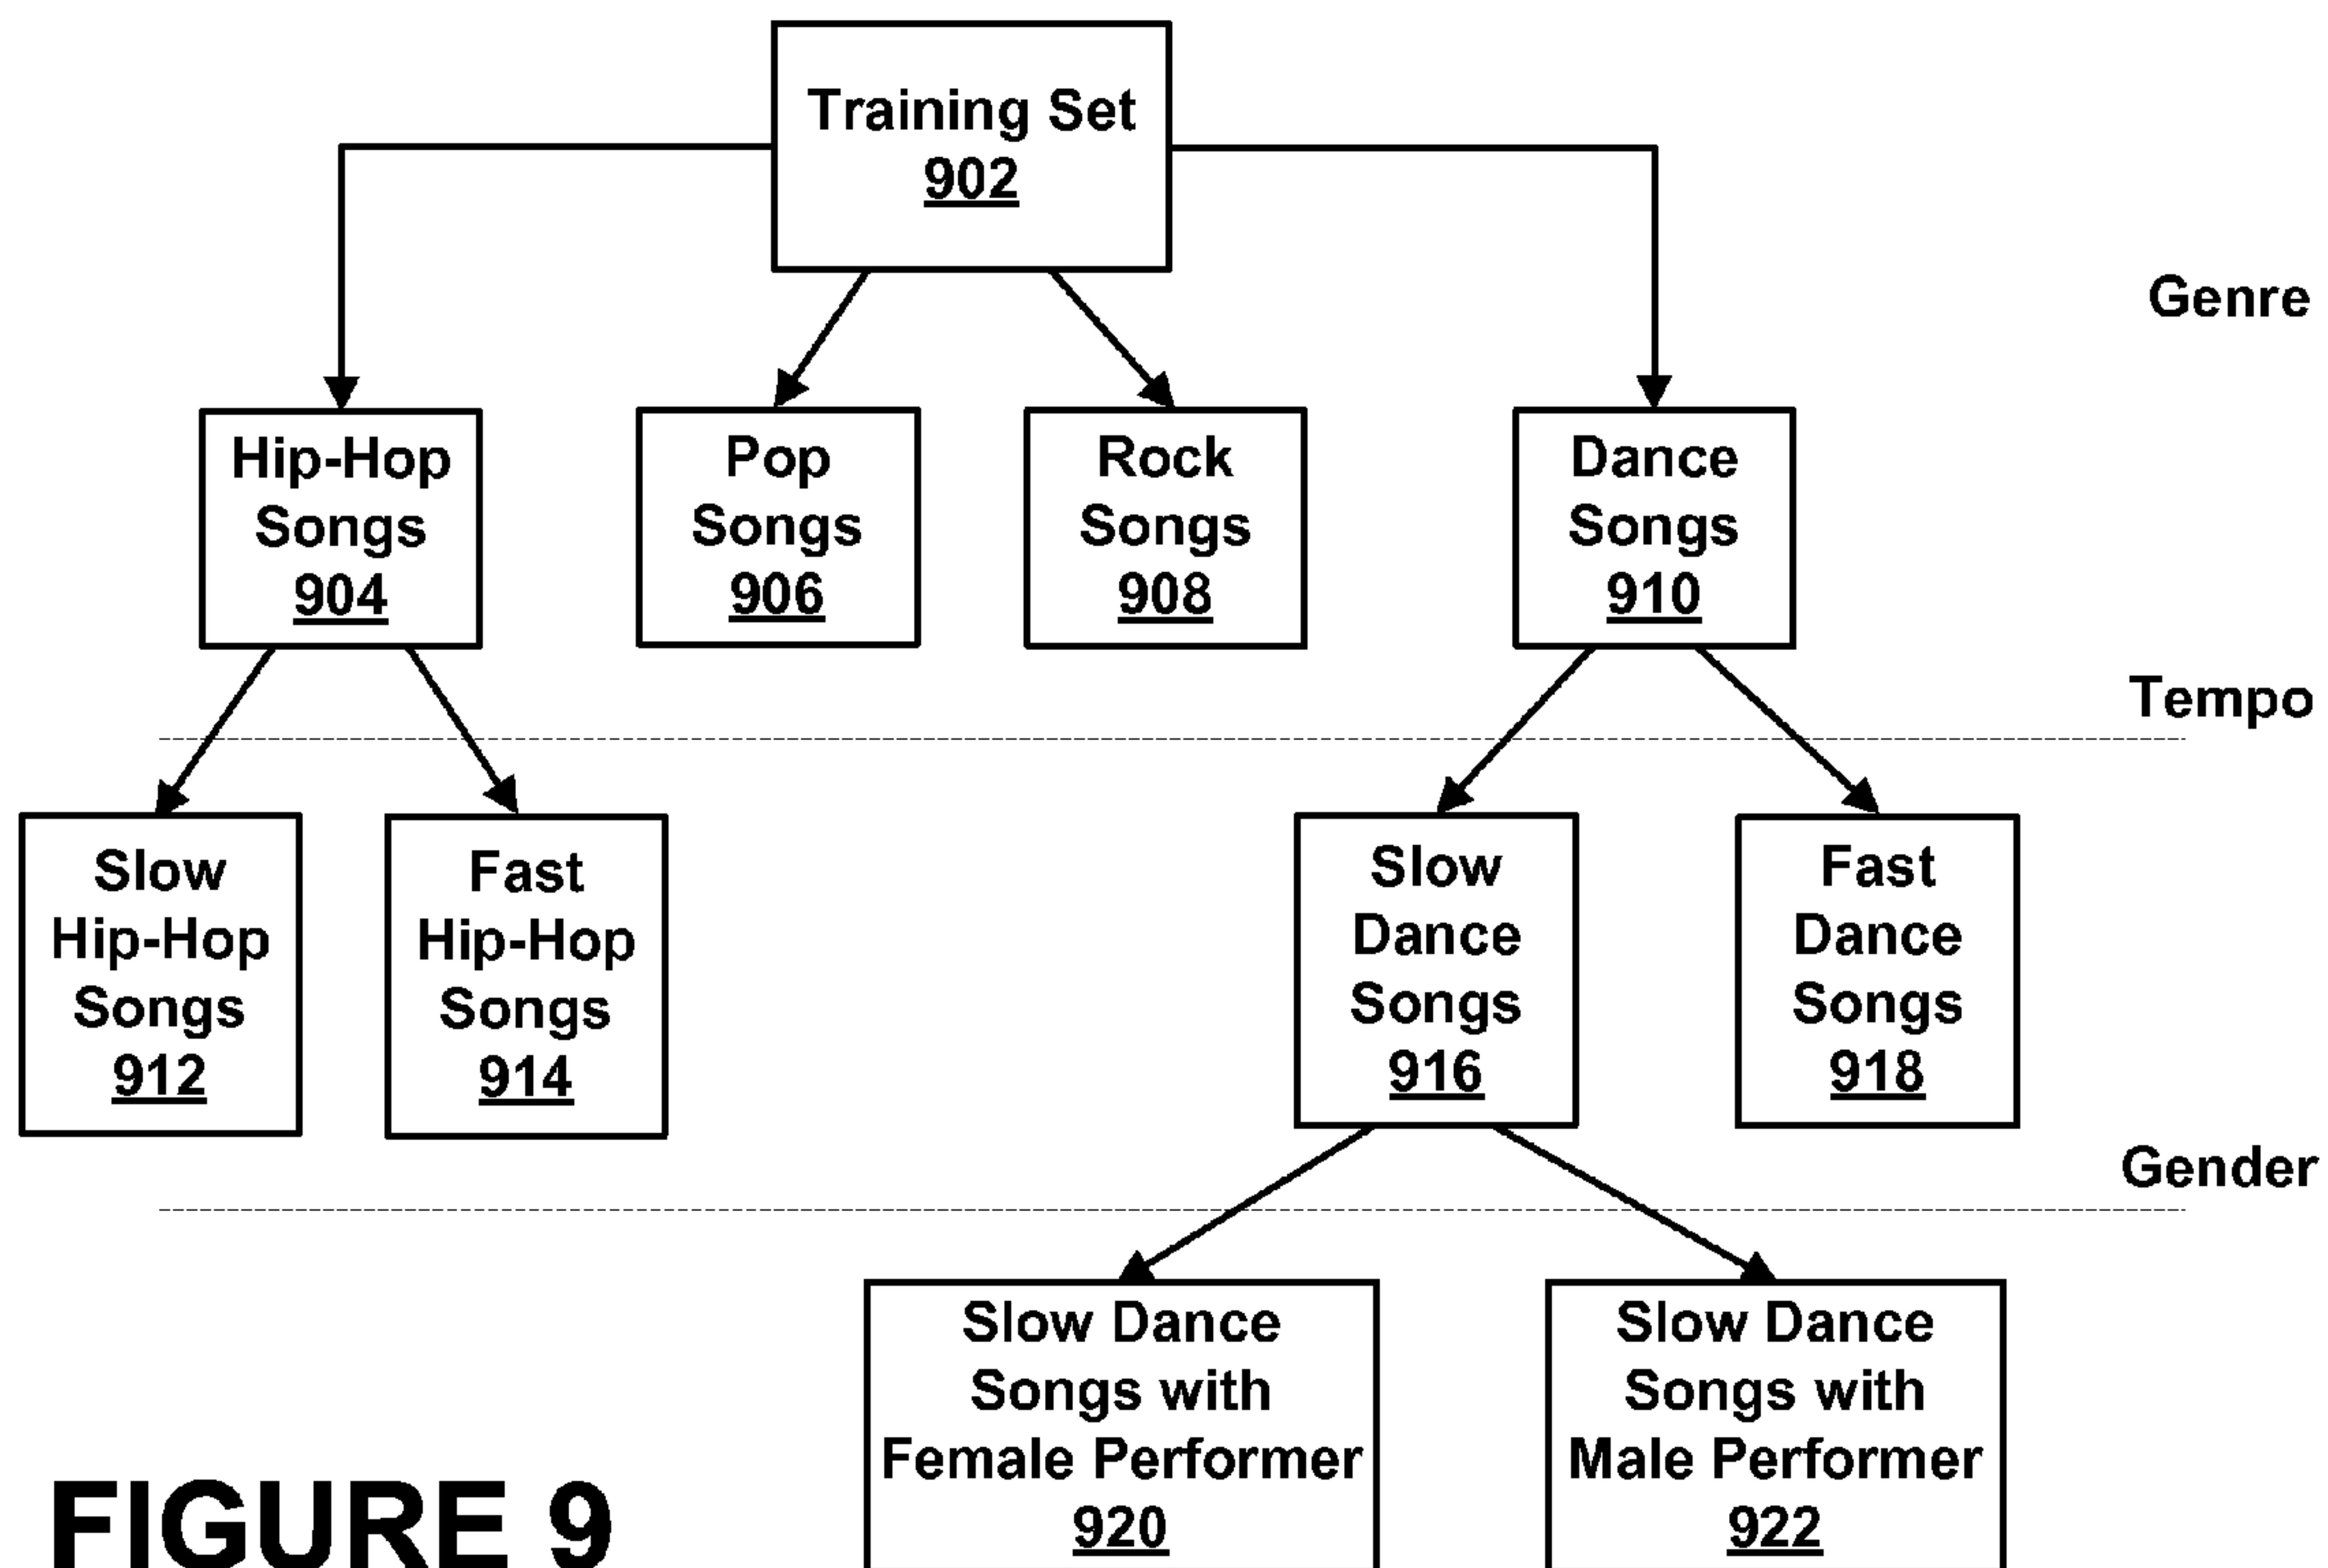 Training Set
902
Genre
Hip-Hop
Songs
904
Pop
Songs
906
Rock
Songs
908
Dance
Songs
910
Tempo
Slow
Hip-Hop
Songs
912
Fast
Hip-Hop
Songs
914
Slow
Dance
Songs
916
Fast
Dance
Songs
918
Gender
Slow Dance
Songs with
Female Performer
920
Slow Dance
Songs with
Male Performer
922
FIGURE 9